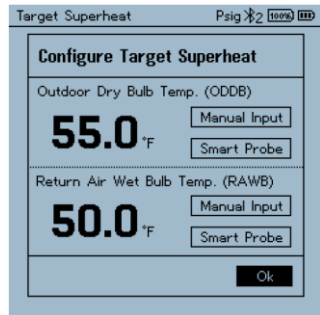 Target Superheat Psig 2 100%
Configure Target Superheat
Outdoor Dry Bulb Temp. (ODDB)
55.0 °F
Manual Input
Smart Probe
Return Air Wet Bulb Temp. (RAWB)
50.0 °F
Manual Input
Smart Probe
Ok